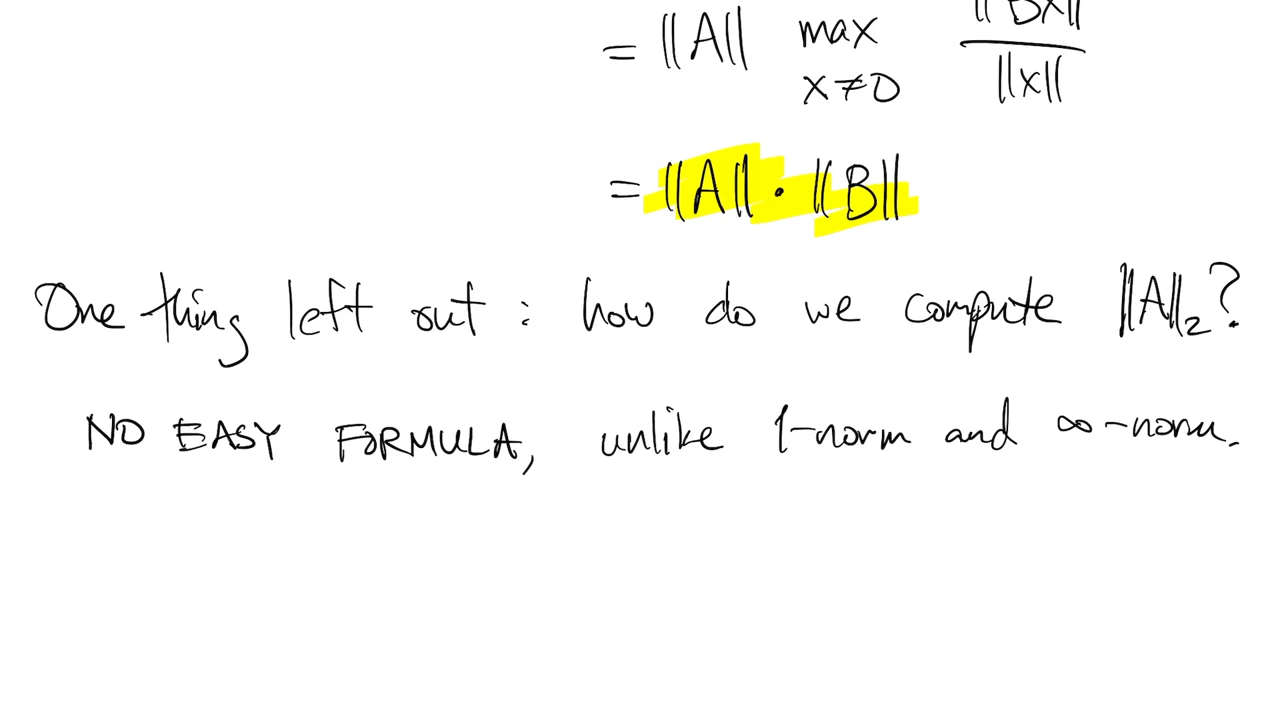 = ||A|| max x≠0 ||Bx|| / ||x||
= ||A|| · ||B||
One thing left out : how do we compute ||A||₂?
NO EASY FORMULA, unlike 1-norm and ∞-norm.